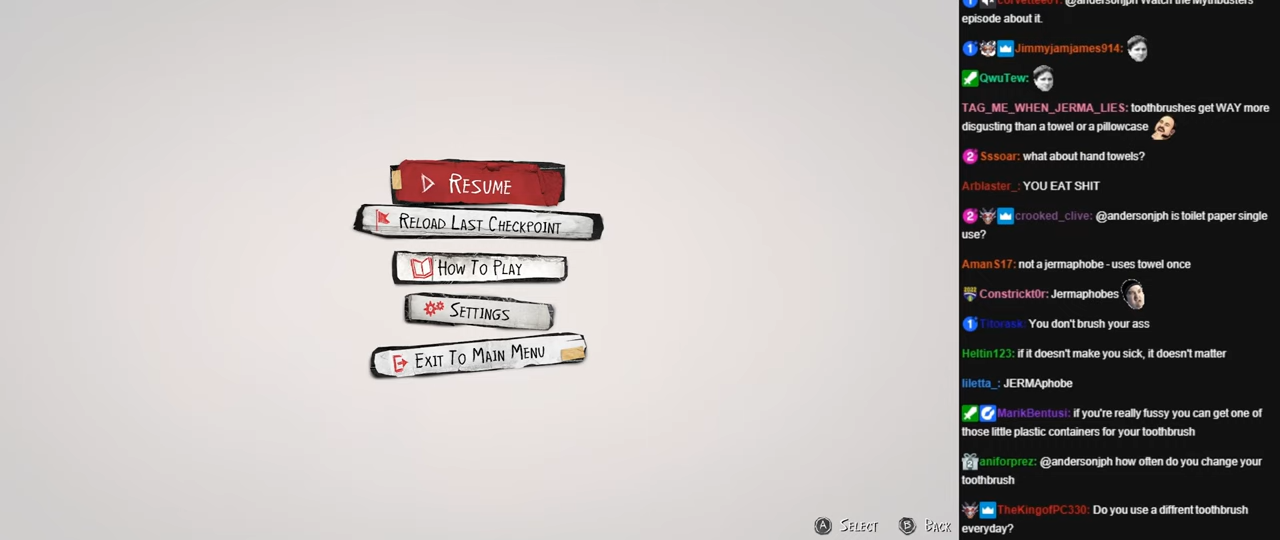 RESUME
RELOAD LAST CHECKPOINT
HOW TO PLAY
SETTINGS
EXIT TO MAIN MENU
A SELECT B BACK
@andersonjph Watch the Mythbusters
episode about it.
Jimmyjamjames914:
QwuTew:
TAG_ME_WHEN_JERMA_LIES: toothbrushes get WAY more
disgusting than a towel or a pillowcase
Sssoar: what about hand towels?
Arblaster_: YOU EAT SHIT
crooked_clive: @andersonjph is toilet paper single
use?
AmanS17: not a jermaphobe - uses towel once
Constrickt0r: Jermaphobes
Titorask: You don't brush your ass
Heltin123: if it doesn't make you sick, it doesn't matter
liletta_: JERMAphobe
MarikBentusi: if you're really fussy you can get one of
those little plastic containers for your toothbrush
aniforprez: @andersonjph how often do you change your
toothbrush
TheKingofPC330: Do you use a diffrent toothbrush
everyday?